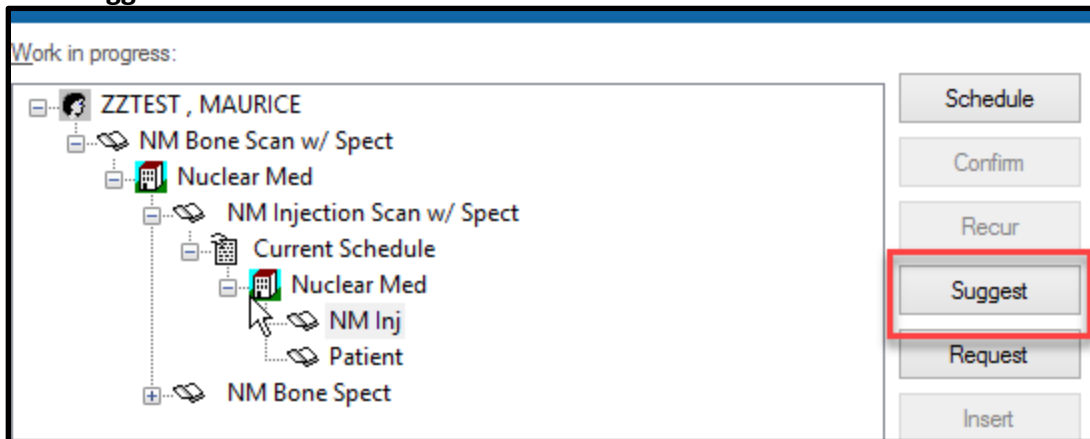 Work in progress:
ZZTEST , MAURICE
NM Bone Scan w/ Spect
Nuclear Med
NM Injection Scan w/ Spect
Current Schedule
Nuclear Med
NM Inj
Patient
NM Bone Spect
Schedule
Confirm
Recur
Suggest
Request
Insert